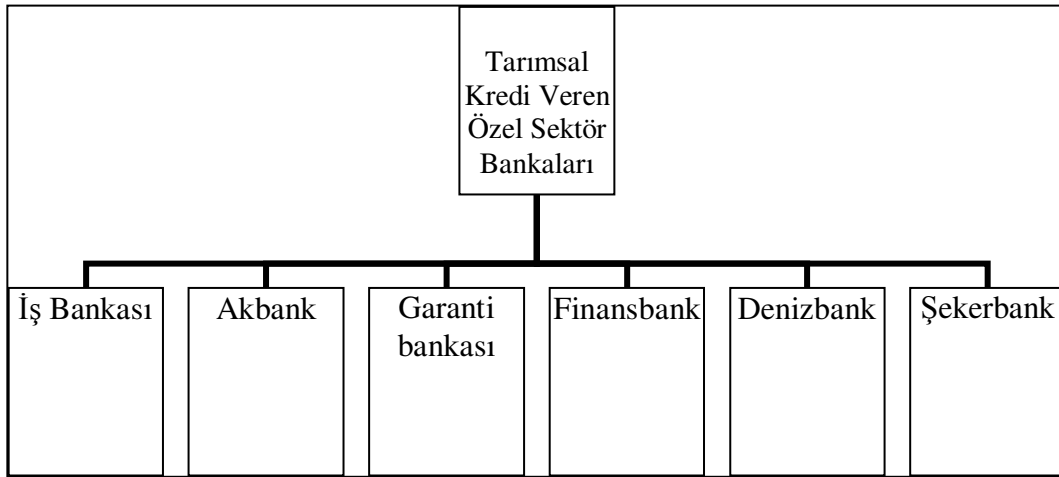 Tarımsal
Kredi Veren
Özel Sektör
Bankaları
İş Bankası
Akbank
Garanti
bankası
Finansbank
Denizbank
Şekerbank